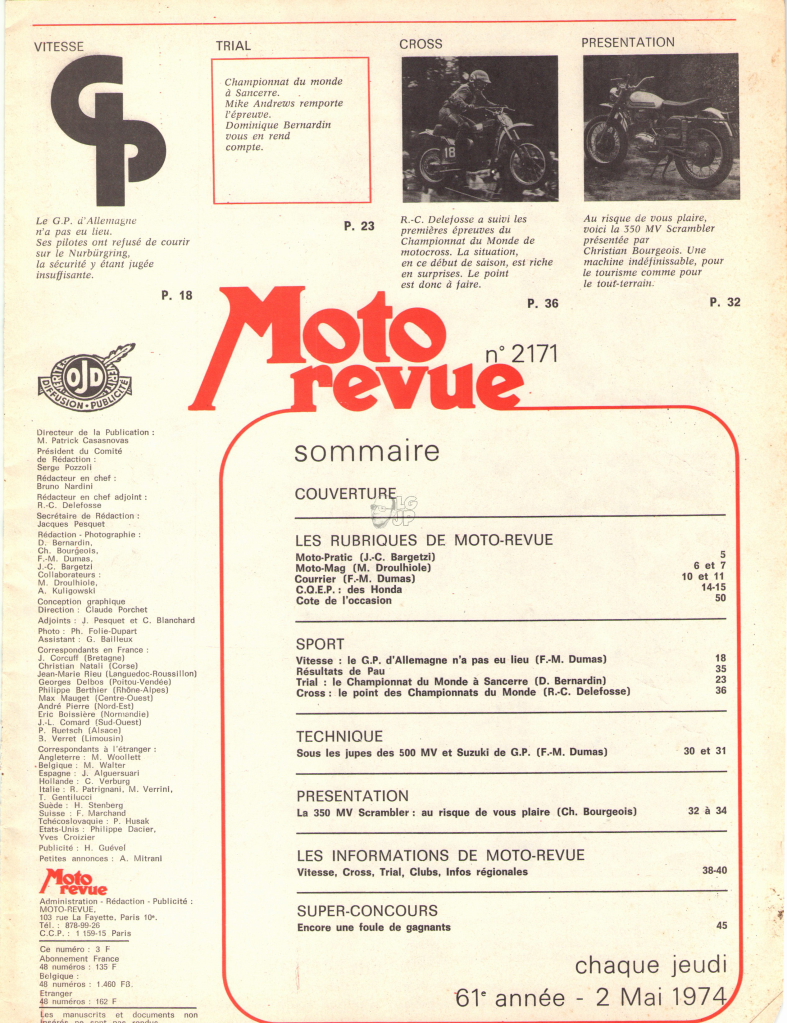 VITESSE
GP
Le G.P. d'Allemagne
n'a pas eu lieu.
Ses pilotes ont refusé de courir
sur le Nurbürgring,
la sécurité y étant jugée
insuffisante.
P. 18
TRIAL
Championnat du monde
à Sancerre.
Mike Andrews remporte
l'épreuve.
Dominique Bernardin
vous en rend
compte.
P. 23
CROSS
18
R.-C. Delefosse a suivi les
premières épreuves du
Championnat du Monde de
motocross. La situation,
en ce début de saison, est riche
en surprises. Le point
est donc à faire.
P. 36
PRESENTATION
Au risque de vous plaire,
voici la 350 MV Scrambler
présentée par
Christian Bourgeois. Une
machine indéfinissable, pour
le tourisme comme pour
le tout-terrain.
P. 32
Moto
revue
n° 2171
OJD
DIFFUSION • PUBLICITÉ
Directeur de la Publication :
M. Patrick Casasnovas
Président du Comité
de Rédaction :
Serge Pozzoli
Rédacteur en chef :
Bruno Nardini
Rédacteur en chef adjoint :
R.-C. Delefosse
Secrétaire de Rédaction :
Jacques Pesquet
Rédaction - Photographie :
D. Bernardin,
Ch. Bourgeois,
F.-M. Dumas,
J.-C. Bargetzi
Collaborateurs :
M. Droulhiole,
A. Kuligowski
Conception graphique
Direction : Claude Porchet
Adjoints : J. Pesquet et C. Blanchard
Photo : Ph. Folie-Dupart
Assistant : G. Bailleux
Correspondants en France :
J. Corcuff (Bretagne)
Christian Natali (Corse)
Jean-Marie Rieu (Languedoc-Roussillon)
Georges Delbos (Poitou-Vendée)
Philippe Berthier (Rhône-Alpes)
Max Mauget (Centre-Ouest)
André Pierre (Nord-Est)
Eric Boissière (Normandie)
J.-L. Comard (Sud-Ouest)
P. Ruetsch (Alsace)
B. Verret (Limousin)
Correspondants à l'étranger :
Angleterre : M. Woollett
Belgique : M. Walter
Espagne : J. Alguersuari
Hollande : C. Verburg
Italie : R. Patrignani, M. Verrini,
T. Gentilucci
Suède : H. Stenberg
Suisse : F. Marchand
Tchécoslovaquie : P. Husak
Etats-Unis : Philippe Dacier,
Yves Croizier
Publicité : H. Guével
Petites annonces : A. Mitrani
Moto
revue
Administration - Rédaction - Publicité :
MOTO-REVUE,
103 rue La Fayette, Paris 10e.
Tél. : 878-99-26
C.C.P. : 1 159-15 Paris
Ce numéro : 3 F
Abonnement France
48 numéros : 135 F
Belgique :
48 numéros : 1.460 FB.
Etranger
48 numéros : 162 F
Les manuscrits et documents non
insérés ne sont pas rendus
sommaire
COUVERTURE
LG
JP
LES RUBRIQUES DE MOTO-REVUE
Moto-Pratic (J.-C. Bargetzi) 5
Moto-Mag (M. Droulhiole) 6 et 7
Courrier (F.-M. Dumas) 10 et 11
C.Q.E.P. : des Honda 14-15
Cote de l'occasion 50
SPORT
Vitesse : le G.P. d'Allemagne n'a pas eu lieu (F.-M. Dumas) 18
Résultats de Pau 35
Trial : le Championnat du Monde à Sancerre (D. Bernardin) 23
Cross : le point des Championnats du Monde (R.-C. Delefosse) 36
TECHNIQUE
Sous les jupes des 500 MV et Suzuki de G.P. (F.-M. Dumas) 30 et 31
PRESENTATION
La 350 MV Scrambler : au risque de vous plaire (Ch. Bourgeois) 32 à 34
LES INFORMATIONS DE MOTO-REVUE
Vitesse, Cross, Trial, Clubs, Infos régionales 38-40
SUPER-CONCOURS
Encore une foule de gagnants 45
chaque jeudi
61e année - 2 Mai 1974